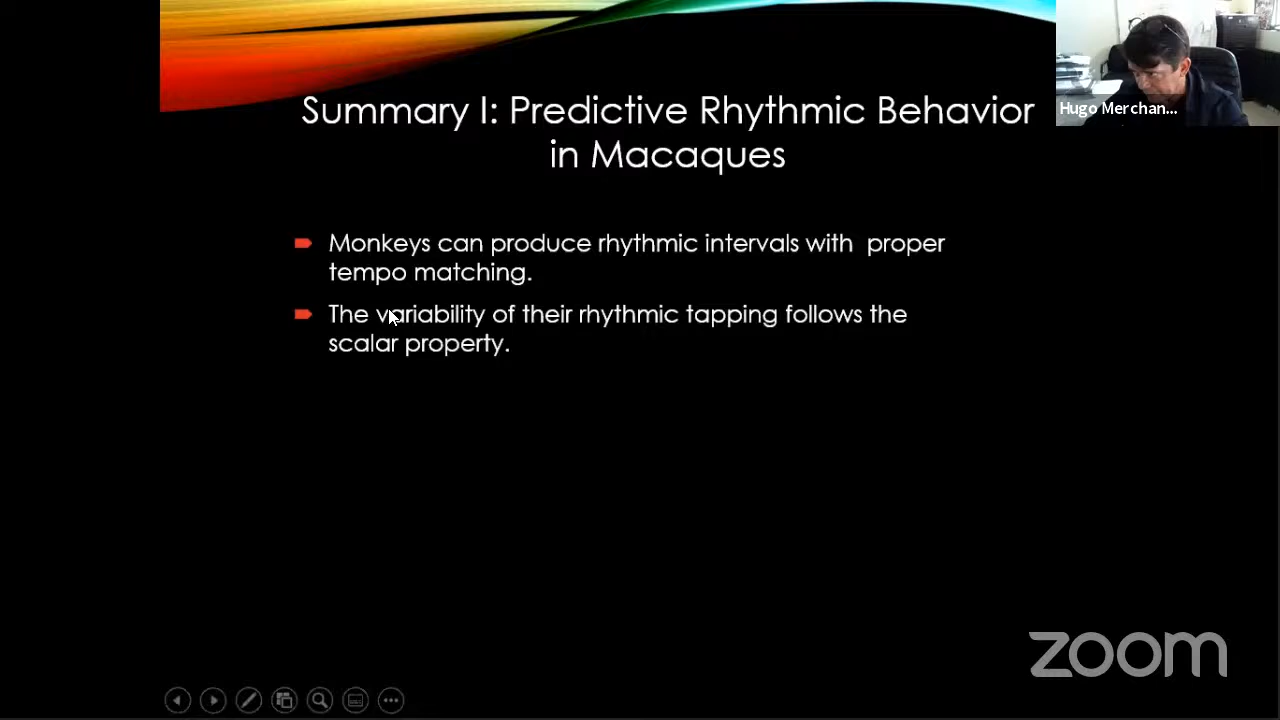 Summary I: Predictive Rhythmic Behavior
in Macaques
Hugo Merchan...
Monkeys can produce rhythmic intervals with proper
tempo matching.
The variability of their rhythmic tapping follows the
scalar property.
zoom